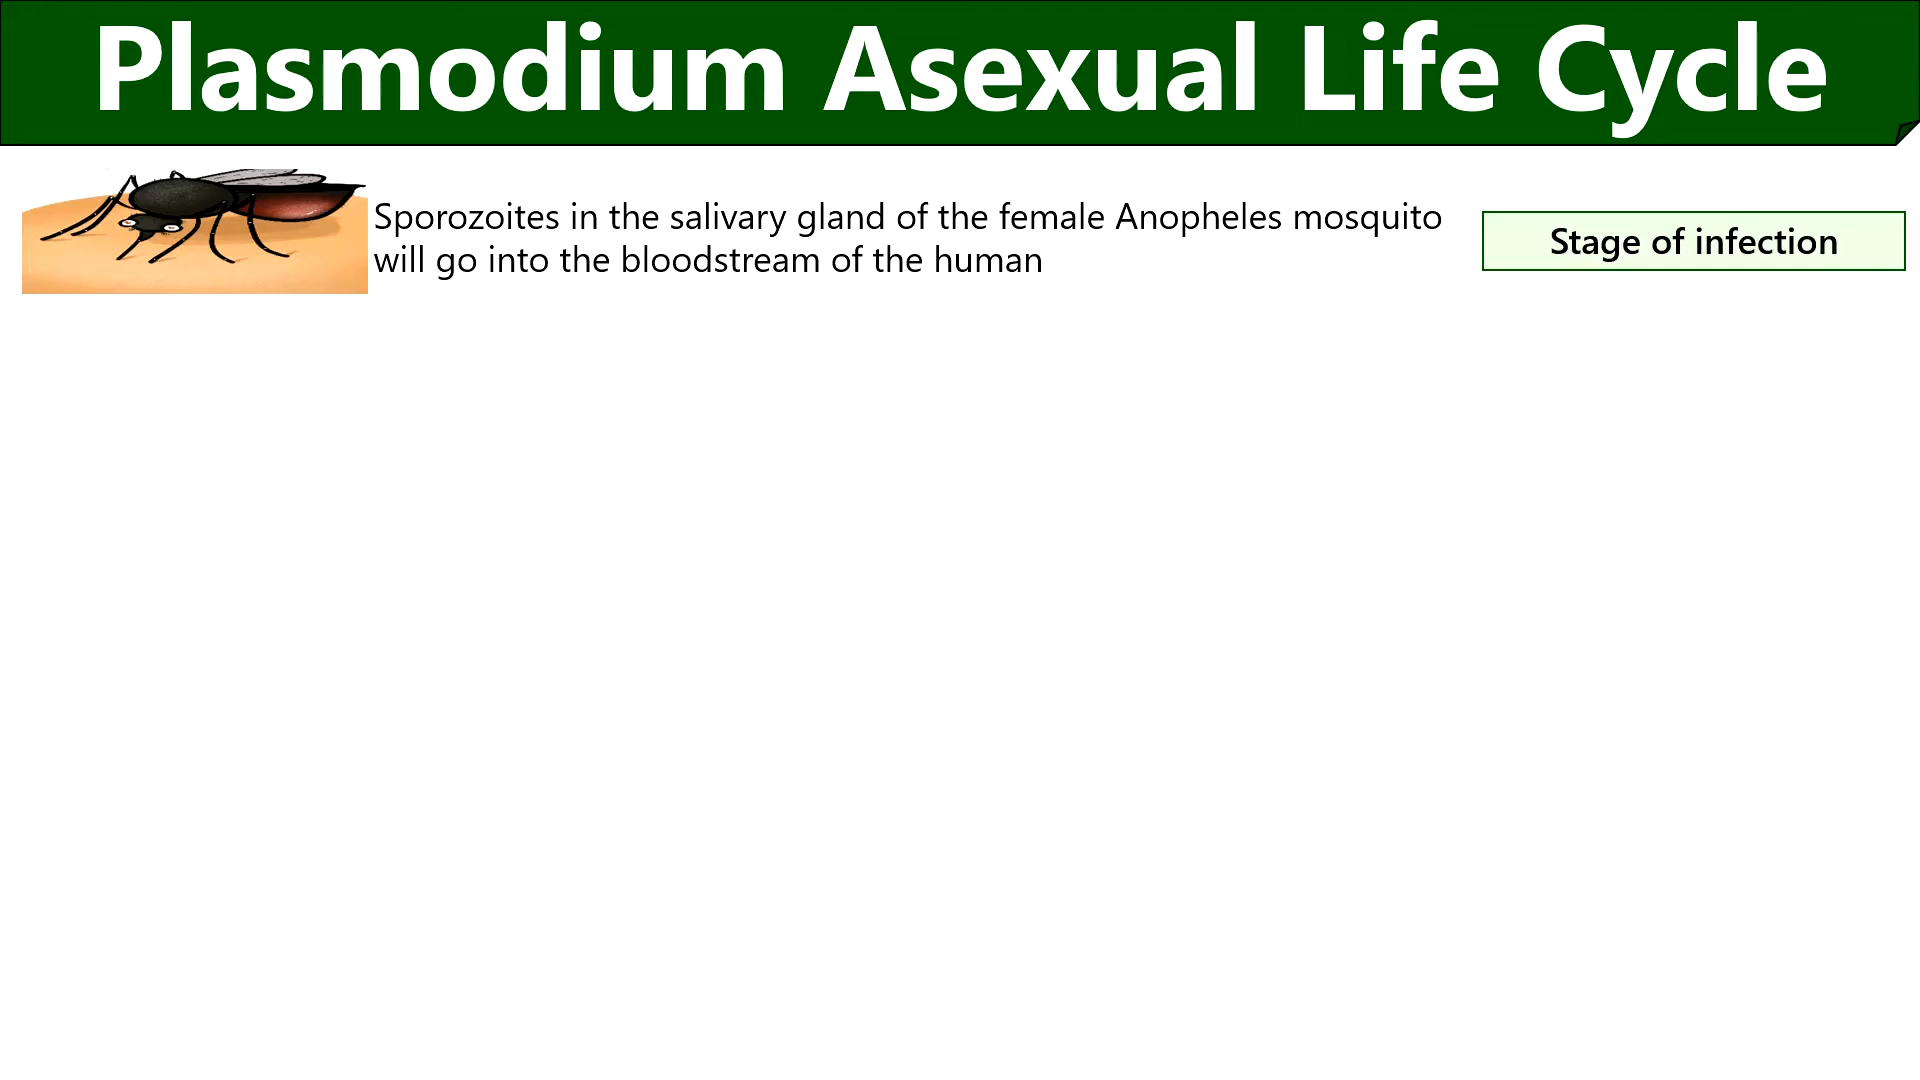 Plasmodium Asexual Life Cycle
Sporozoites in the salivary gland of the female Anopheles mosquito
will go into the bloodstream of the human
Stage of infection